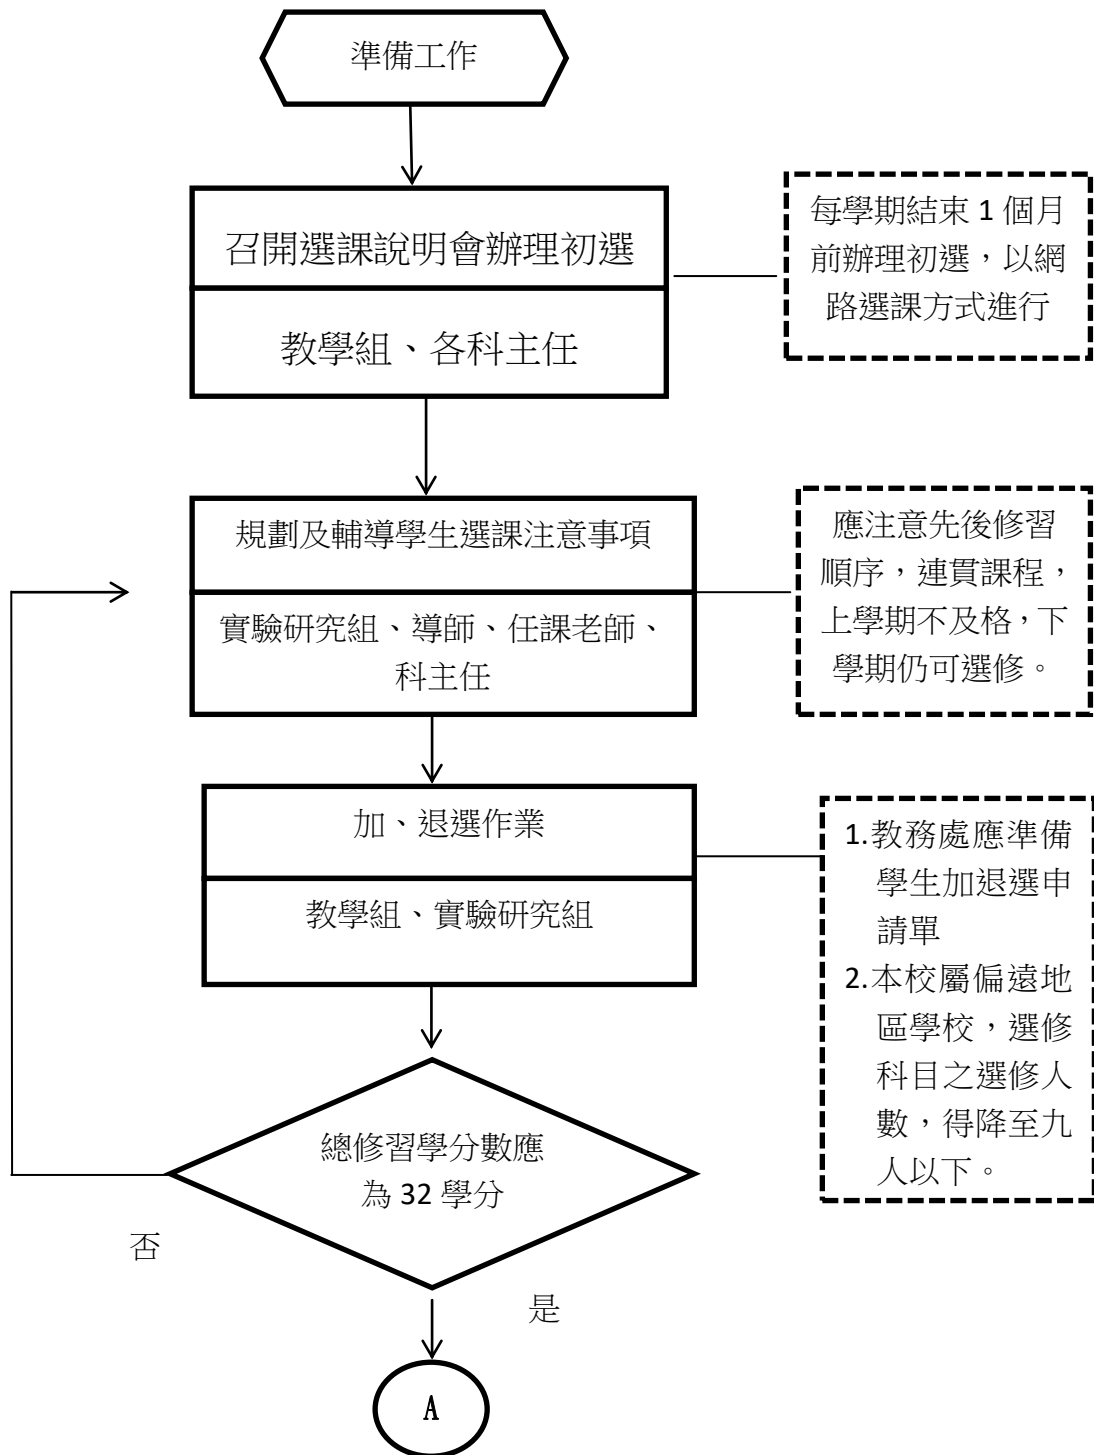 準備工作
召開選課說明會辦理初選
教學組、各科主任
每學期結束 1 個月
前辦理初選，以網
路選課方式進行
規劃及輔導學生選課注意事項
實驗研究組、導師、任課老師、
科主任
應注意先後修習
順序，連貫課程，
上學期不及格，下
學期仍可選修。
加、退選作業
教學組、實驗研究組
1.教務處應準備
學生加退選申
請單
2.本校屬偏遠地
區學校，選修
科目之選修人
數，得降至九
人以下。
總修習學分數應
為 32 學分
否
是
A